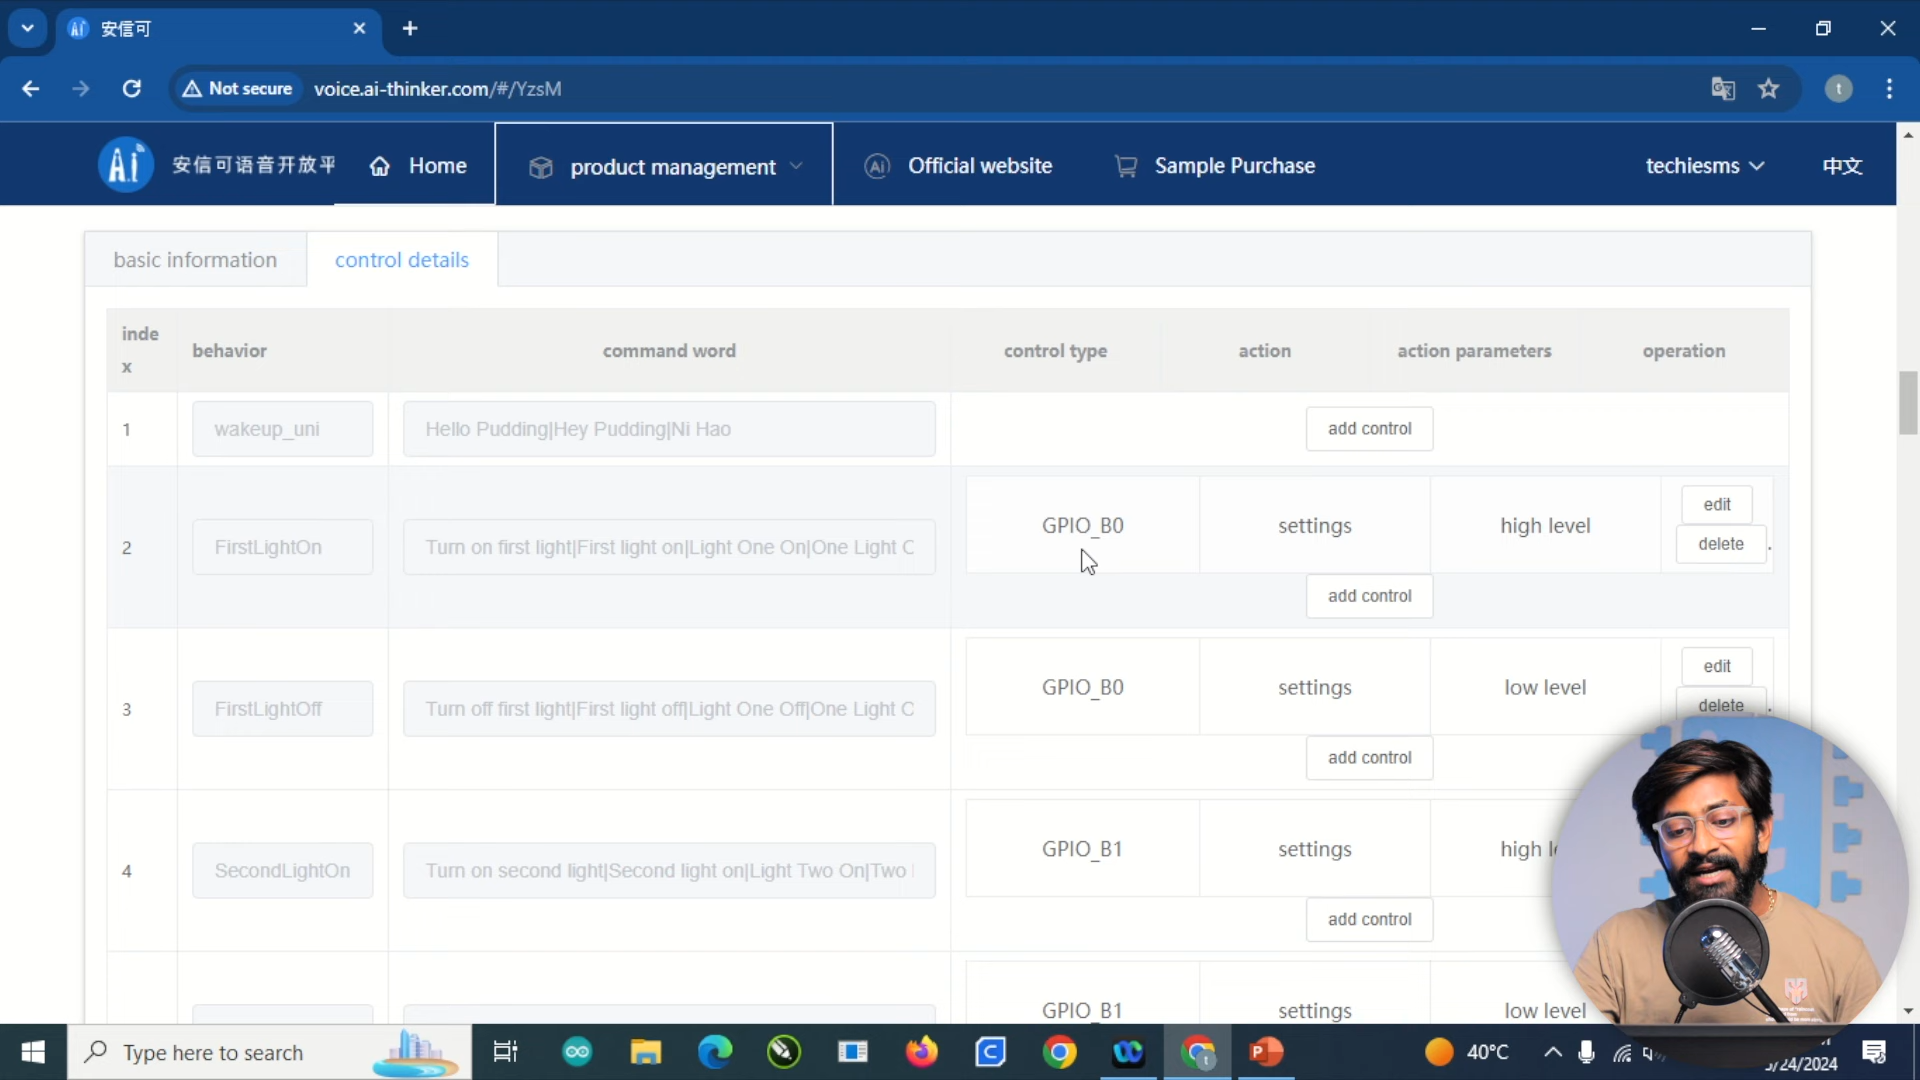 安信可
Not secure
voice.ai-thinker.com/#/YzsM
t
Ai
安信可语音开放平
Home
product management
Official website
Sample Purchase
techiesms
中文
basic information
control details
inde
x
behavior
command word
control type
action
action parameters
operation
1
wakeup_uni
Hello Pudding|Hey Pudding|Ni Hao
add control
2
FirstLightOn
Turn on first light|First light on|Light One On|One Light O
GPIO_B0
settings
high level
edit
delete
add control
3
FirstLightOff
Turn off first light|First light off|Light One Off|One Light O
GPIO_B0
settings
low level
edit
delete
add control
4
SecondLightOn
Turn on second light|Second light on|Light Two On|Two
GPIO_B1
settings
high
add control
GPIO_B1
settings
low level
Type here to search
40°C
5/24/2024